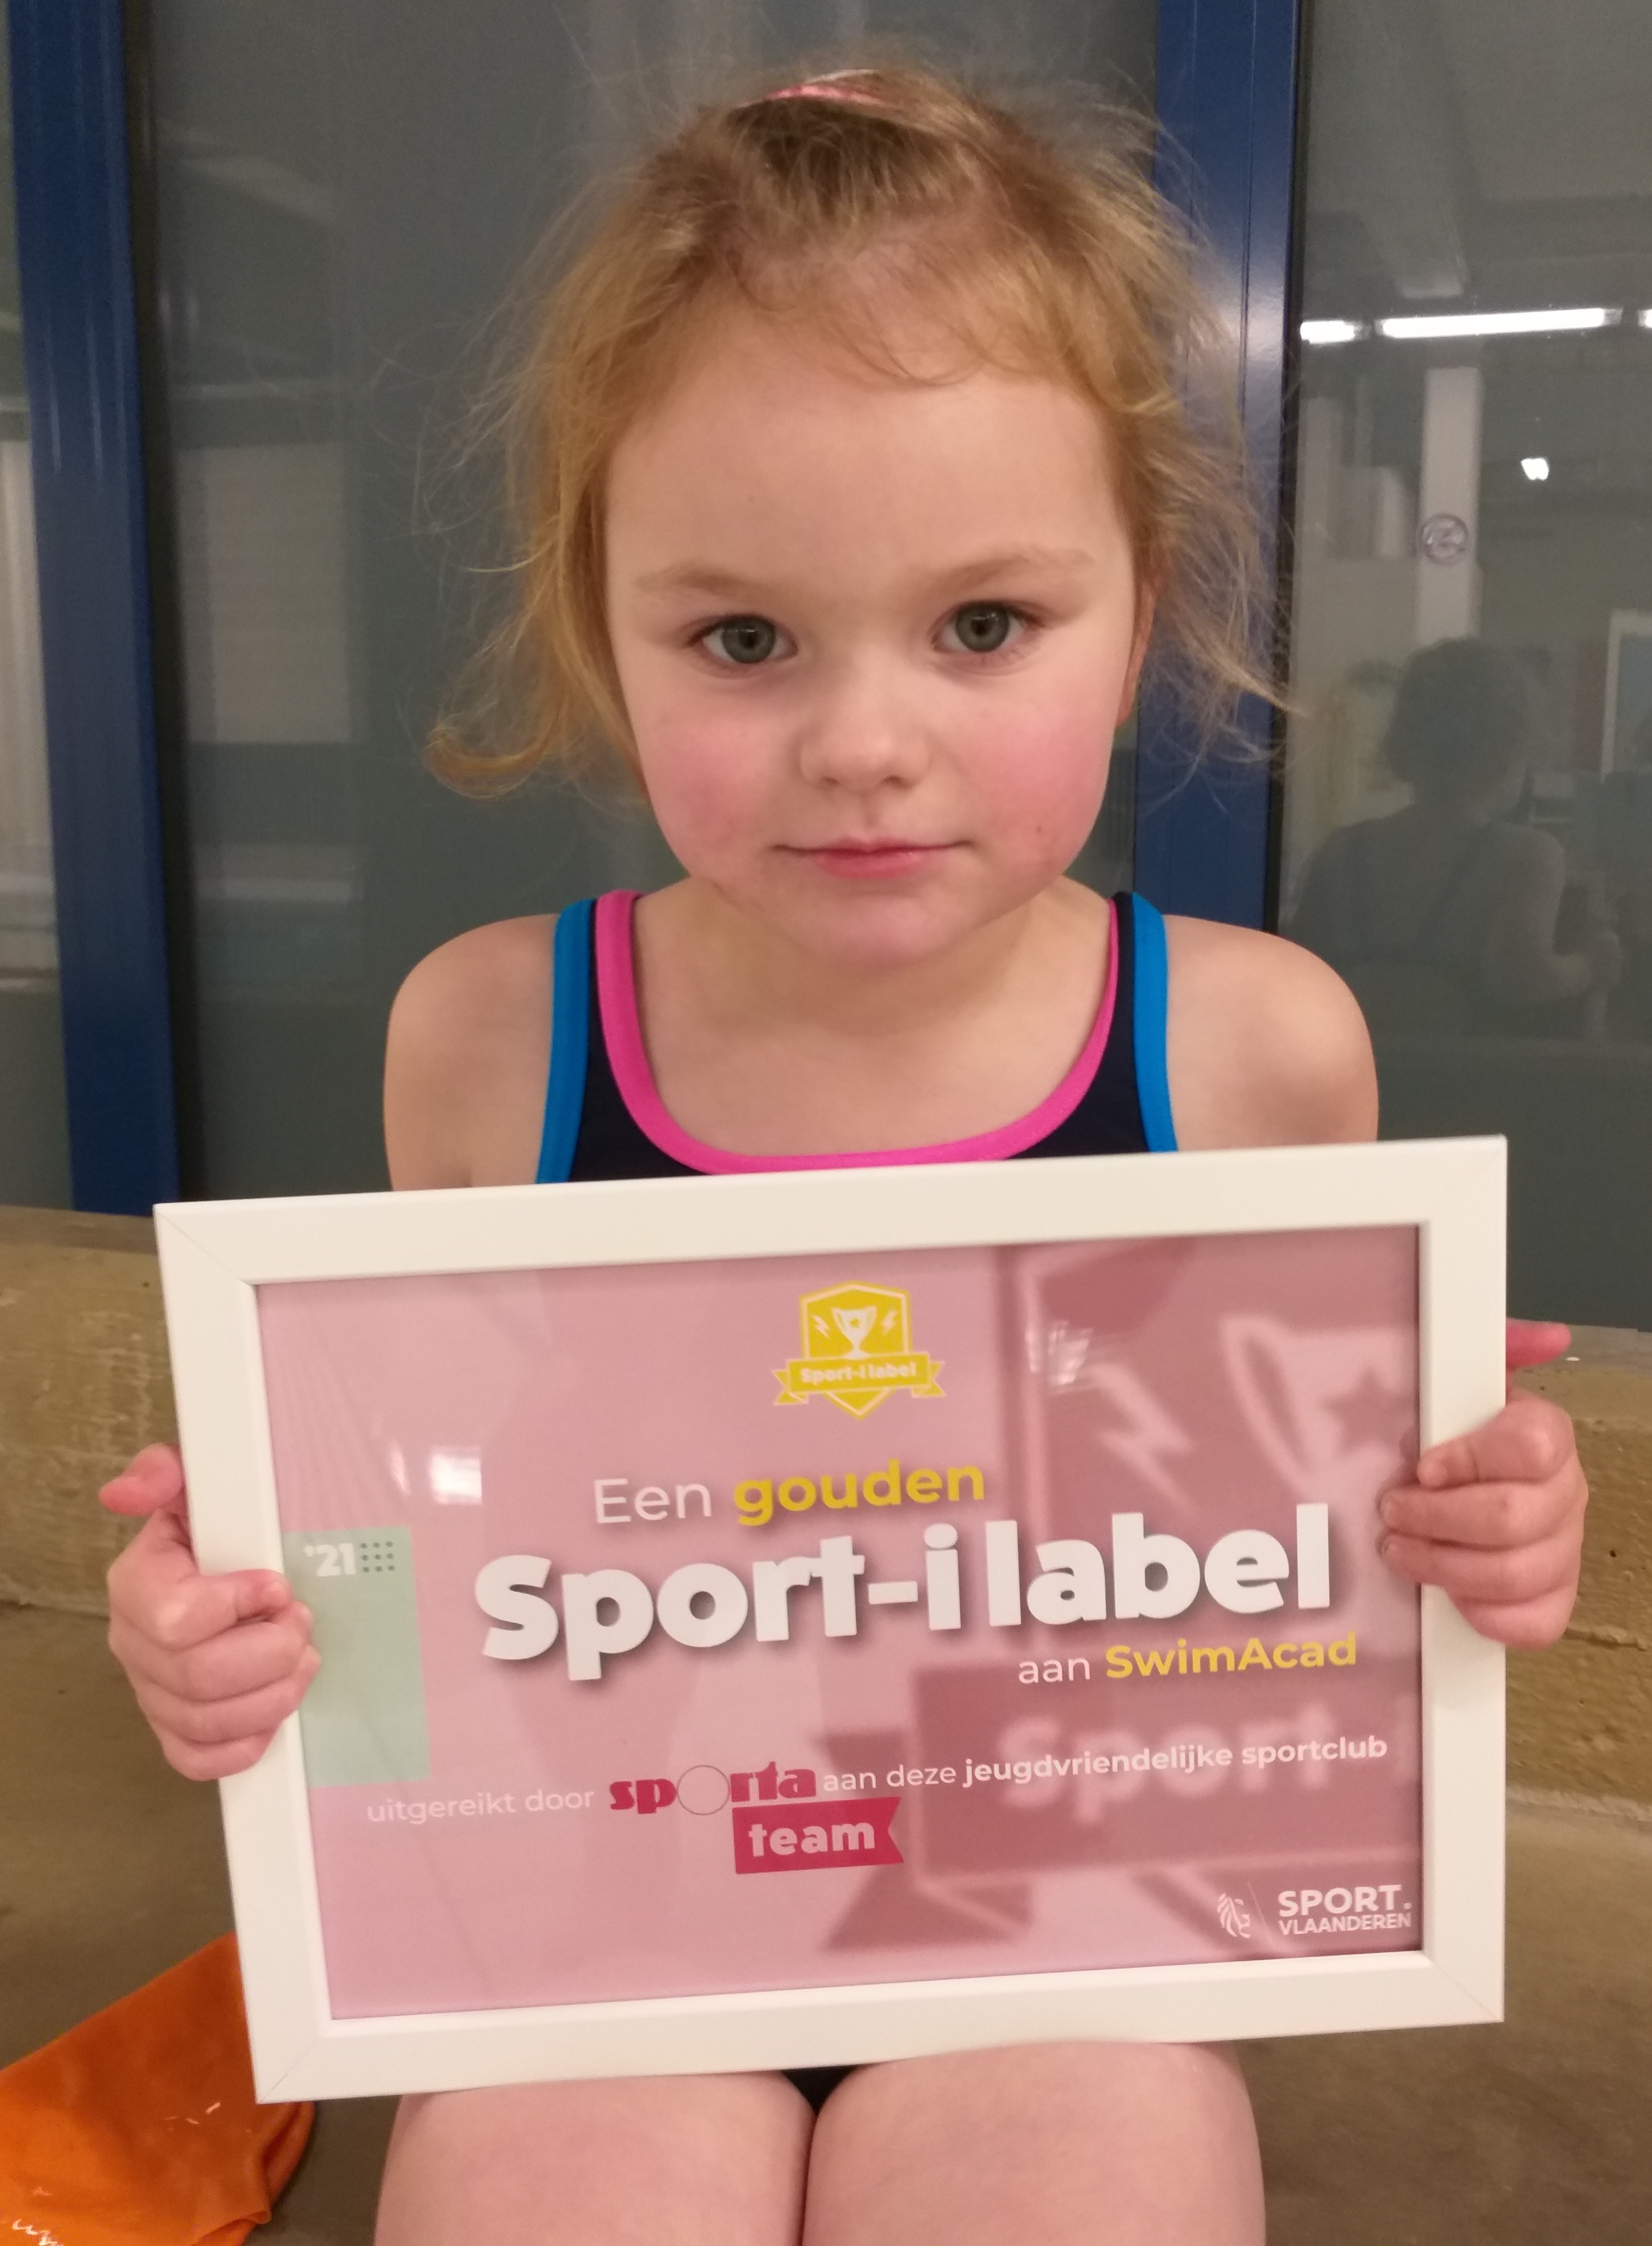 Sport-i label
Een gouden
'21
Sport-i label
aan SwimAcad
uitgereikt door sporta team aan deze jeugdvriendelijke sportclub
Sport-i
SPORT.
VLAANDEREN